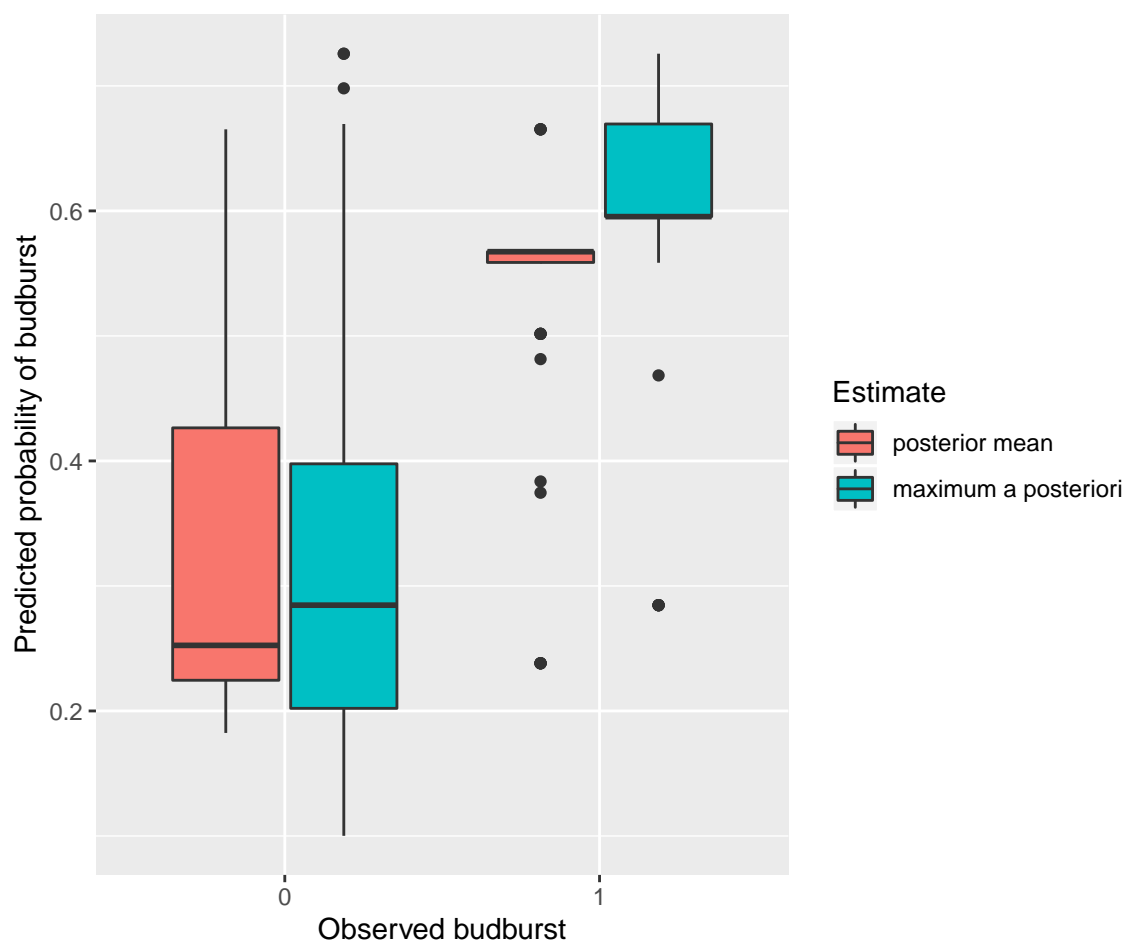 Predicted probability of budburst
0.6
0.4
0.2
0
1
Observed budburst
Estimate
posterior mean
maximum a posteriori